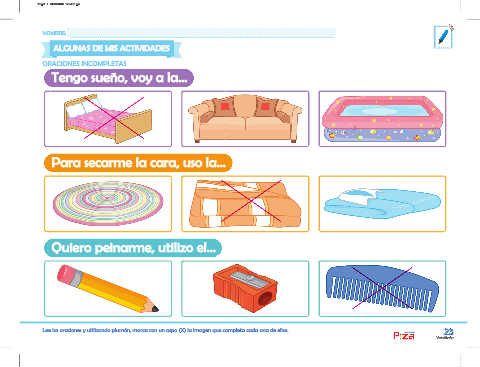 NOMBRE:
ALGUNAS DE MIS ACTIVIDADES
ORACIONES INCOMPLETAS
Tengo sueño, voy a la...
Para secarme la cara, uso la...
Quiero peinarme, utilizo el...
Lee las oraciones y utilizando plumón, marca con un aspa (X) la imagen que completa cada una de ellas.
23